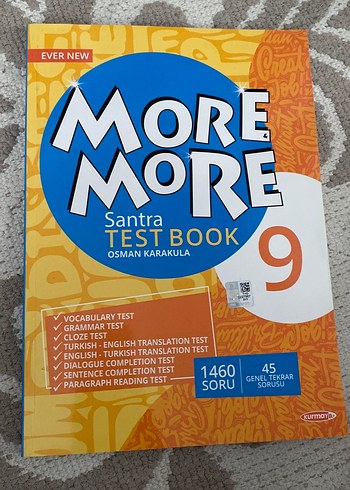 EVER NEW
MORE &
MORE
Santra
TEST BOOK
OSMAN KARAKULA
9
VOCABULARY TEST
GRAMMAR TEST
CLOZE TEST
TURKISH - ENGLISH TRANSLATION TEST
ENGLISH - TURKISH TRANSLATION TEST
DIALOGUE COMPLETION TEST
SENTENCE COMPLETION TEST
PARAGRAPH READING TEST
1460
SORU
45
GENEL TEKRAR
SORUSU